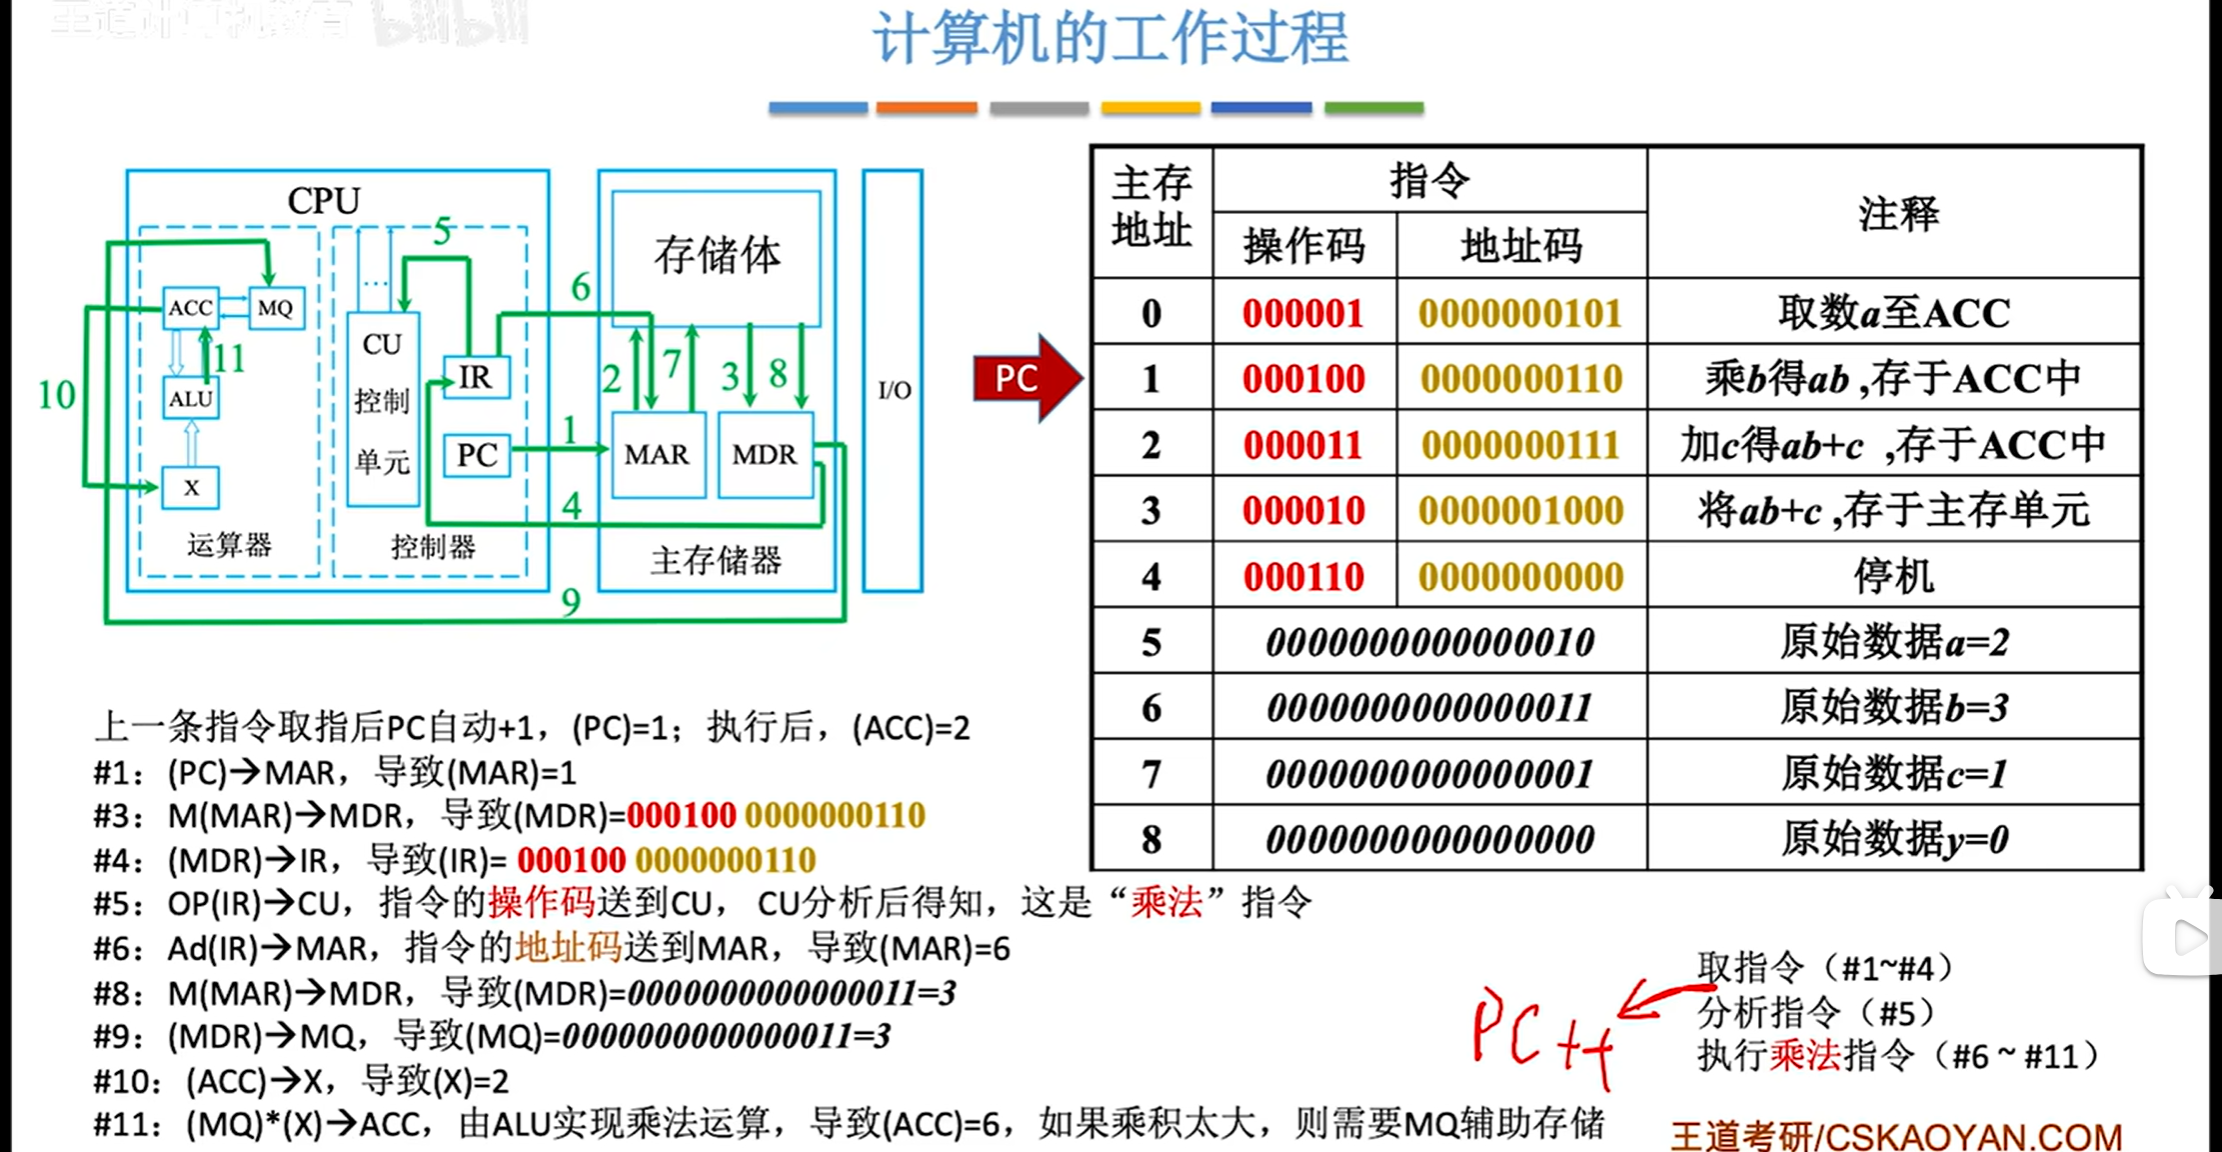 王道计算机教育 bilibili
计算机的工作过程
CPU
5
ACC
MQ
...
CU
控制
单元
11
ALU
IR
PC
X
10
运算器
控制器
6
1
4
9
存储体
2
7
3
8
MAR
MDR
主存储器
I/O
PC
主存地址 指令 注释
操作码 地址码
0 000001 0000000101 取数a至ACC
1 000100 0000000110 乘b得ab ,存于ACC中
2 000011 0000000111 加c得ab+c ,存于ACC中
3 000010 0000001000 将ab+c ,存于主存单元
4 000110 0000000000 停机
5 0000000000000010 原始数据a=2
6 0000000000000011 原始数据b=3
7 0000000000000001 原始数据c=1
8 0000000000000000 原始数据y=0
上一条指令取指后PC自动+1，(PC)=1；执行后，(ACC)=2
#1：(PC)→MAR，导致(MAR)=1
#3：M(MAR)→MDR，导致(MDR)=000100 0000000110
#4：(MDR)→IR，导致(IR)= 000100 0000000110
#5：OP(IR)→CU，指令的操作码送到CU， CU分析后得知，这是“乘法”指令
#6：Ad(IR)→MAR，指令的地址码送到MAR，导致(MAR)=6
#8：M(MAR)→MDR，导致(MDR)=0000000000000011=3
#9：(MDR)→MQ，导致(MQ)=0000000000000011=3
#10：(ACC)→X，导致(X)=2
#11：(MQ)*(X)→ACC，由ALU实现乘法运算，导致(ACC)=6，如果乘积太大，则需要MQ辅助存储
PC++
取指令（#1~#4）
分析指令（#5）
执行乘法指令（#6 ~ #11）
王道考研/CSKAOYAN.COM